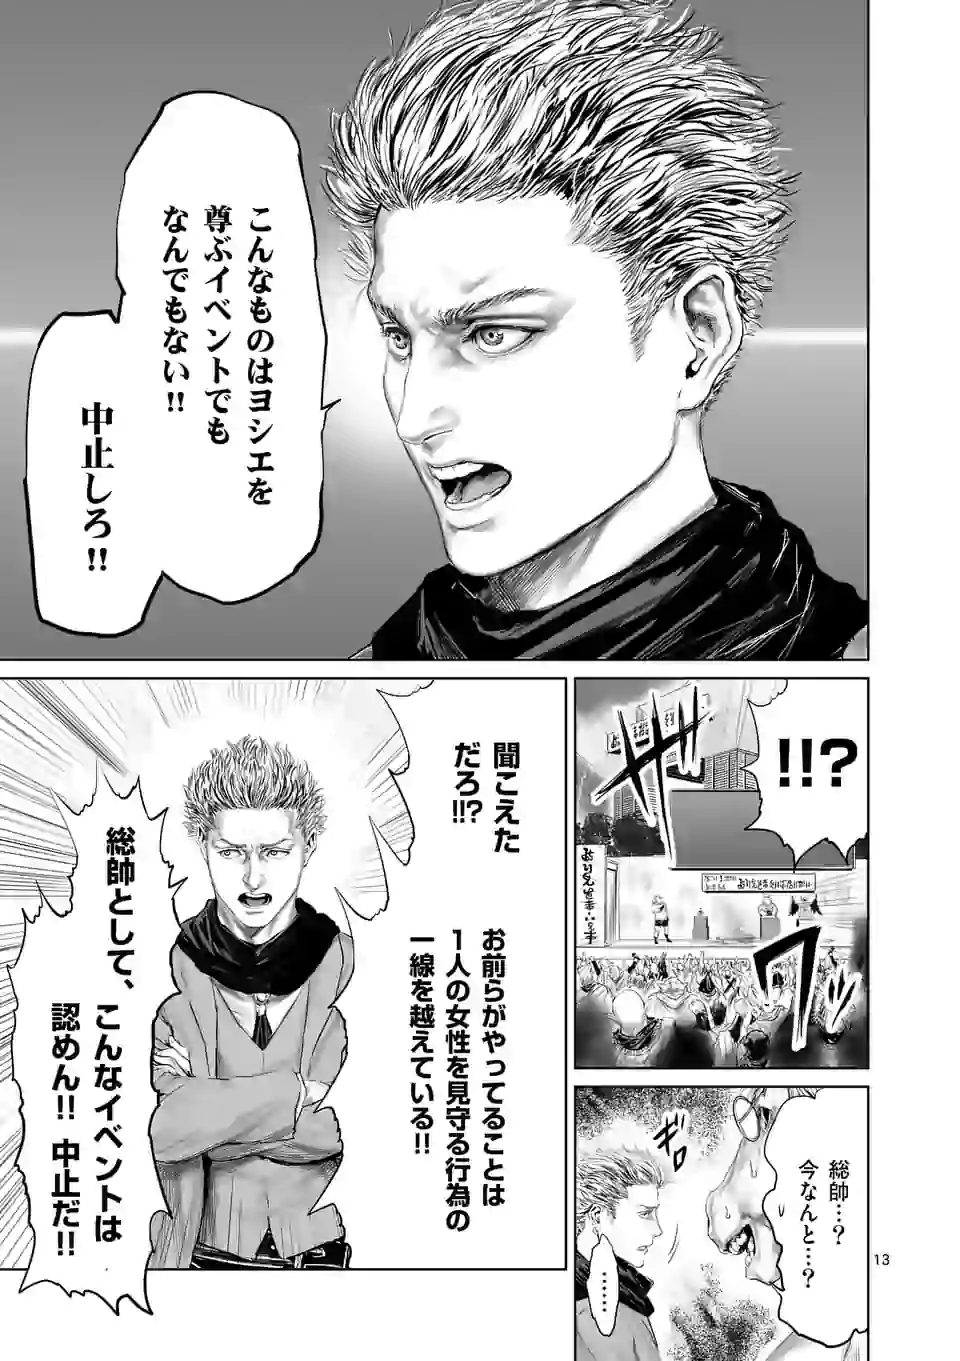 こんなものはヨシエを
尊ぶイベントでも
なんでもない!!
中止しろ!!
!!?
ザワ
総帥…?
今なんと…?
ギロ
………
聞こえた
だろ!!?
お前らがやってることは
1人の女性を見守る行為の
一線を越えている!!
総帥として、
こんなイベントは
認めん!! 中止だ!!
13